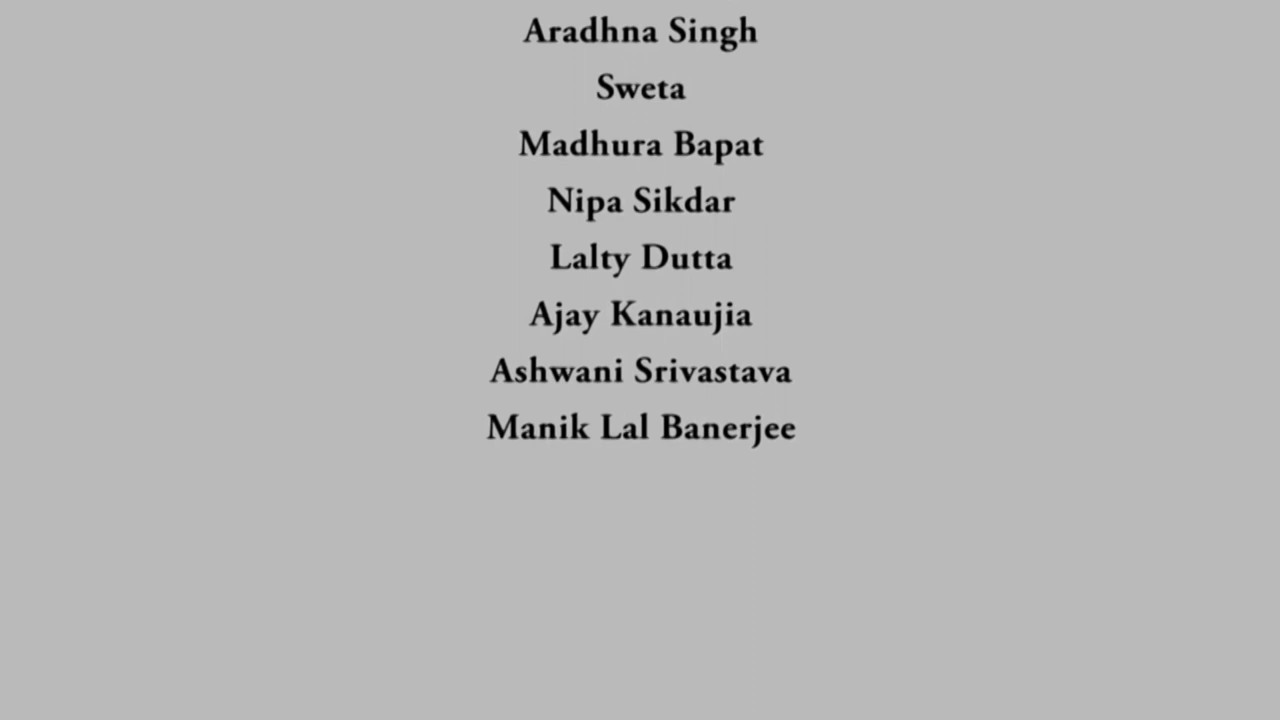 Aradhna Singh
Sweta
Madhura Bapat
Nipa Sikdar
Lalty Dutta
Ajay Kanaujia
Ashwani Srivastava
Manik Lal Banerjee